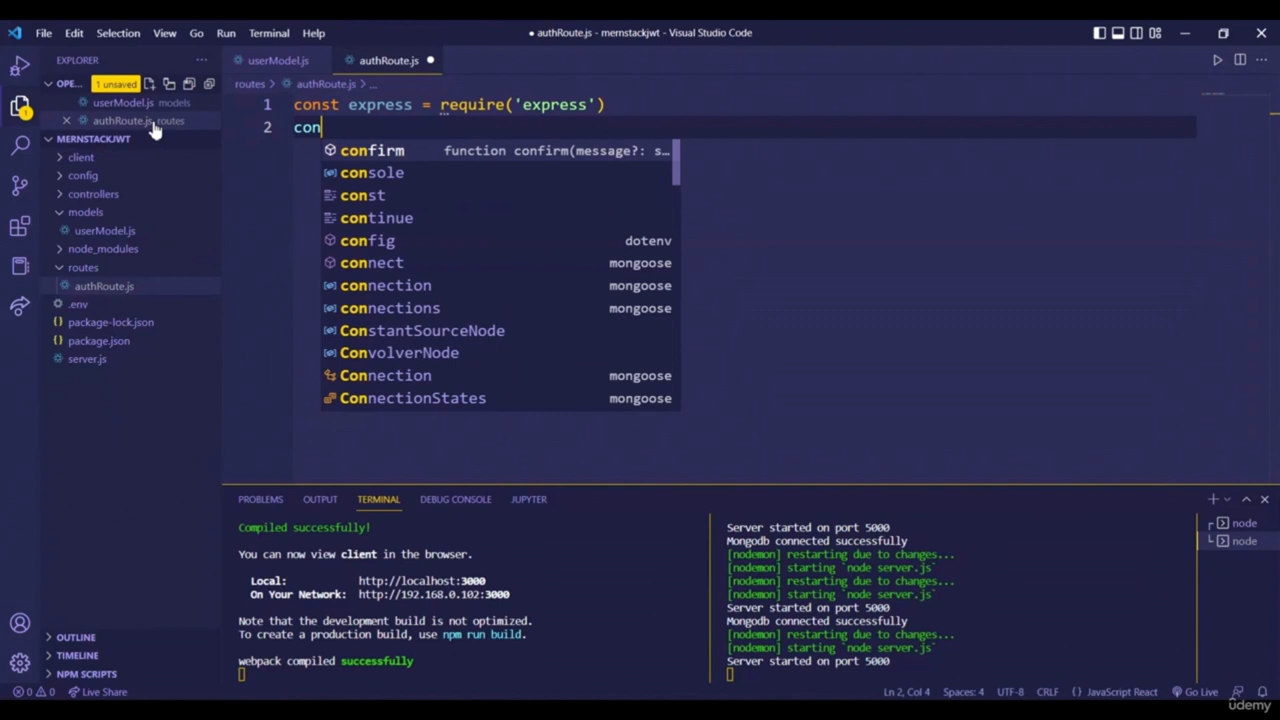 File Edit Selection View Go Run Terminal Help
● authRoute.js - mernstackjwt - Visual Studio Code
EXPLORER
OPE... 1 unsaved
userModel.js models
authRoute.js routes
MERNSTACKJWT
client
config
controllers
models
userModel.js
node_modules
routes
authRoute.js
.env
package-lock.json
package.json
server.js
OUTLINE
TIMELINE
NPM SCRIPTS
userModel.js authRoute.js
routes > authRoute.js > ...
1 const express = require('express')
2 con
confirm function confirm(message?: s...
console
const
continue
config dotenv
connect mongoose
connection mongoose
connections mongoose
ConstantSourceNode
ConvolverNode
Connection mongoose
ConnectionStates mongoose
PROBLEMS OUTPUT TERMINAL DEBUG CONSOLE JUPYTER
Compiled successfully!
You can now view client in the browser.
Local: http://localhost:3000
On Your Network: http://192.168.0.102:3000
Note that the development build is not optimized.
To create a production build, use npm run build.
webpack compiled successfully
Server started on port 5000
Mongodb connected successfully
[nodemon] restarting due to changes...
[nodemon] starting `node server.js`
[nodemon] restarting due to changes...
[nodemon] starting `node server.js`
Server started on port 5000
Mongodb connected successfully
[nodemon] restarting due to changes...
[nodemon] starting `node server.js`
Server started on port 5000
node
node
0 0 Live Share
Ln 2, Col 4 Spaces: 4 UTF-8 CRLF {} JavaScript React Go Live
udemy